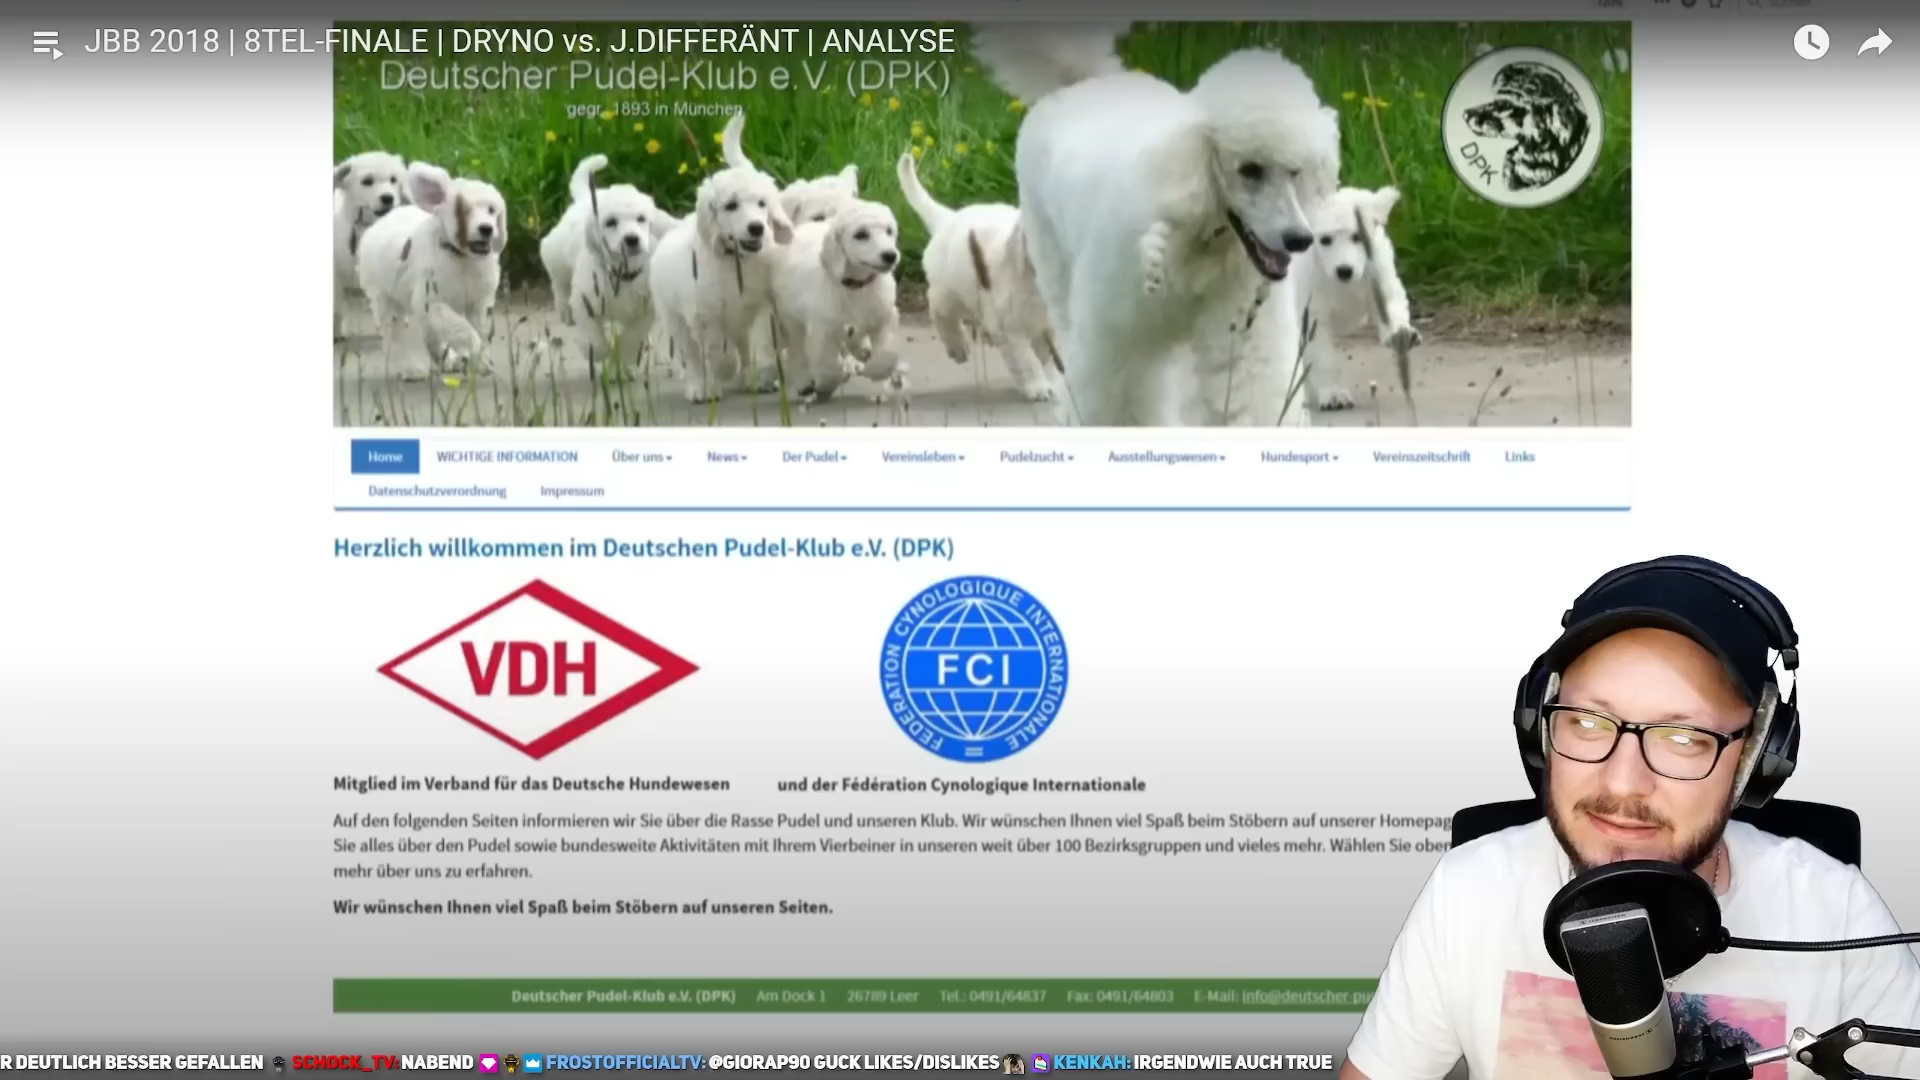 JBB 2018 | 8TEL-FINALE | DRYNO vs. J.DIFFERÄNT | ANALYSE
Deutscher Pudel-Klub e.V. (DPK)
gegr. 1893 in München
DPK
Home WICHTIGE INFORMATION Über uns News Der Pudel Vereinsleben Pudelzucht Ausstellungswesen Hundesport Vereinszeitschrift Links
Datenschutzverordnung Impressum
Herzlich willkommen im Deutschen Pudel-Klub e.V. (DPK)
VDH
FEDERATION CYNOLOGIQUE INTERNATIONALE
FCI
Mitglied im Verband für das Deutsche Hundewesen und der Fédération Cynologique Internationale
Auf den folgenden Seiten informieren wir Sie über die Rasse Pudel und unseren Klub. Wir wünschen Ihnen viel Spaß beim Stöbern auf unserer Homepag
Sie alles über den Pudel sowie bundesweite Aktivitäten mit Ihrem Vierbeiner in unseren weit über 100 Bezirksgruppen und vieles mehr. Wählen Sie oben
mehr über uns zu erfahren.
Wir wünschen Ihnen viel Spaß beim Stöbern auf unseren Seiten.
Deutscher Pudel-Klub e.V. (DPK) Am Dock 1 26789 Leer Tel.: 0491/64837 Fax: 0491/64803 E-Mail: info@deutscher-pu
R DEUTLICH BESSER GEFALLEN SCHOCK_TV: NABEND FROSTOFFICIALTV: @GIORAP90 GUCK LIKES/DISLIKES KENKAH: IRGENDWIE AUCH TRUE